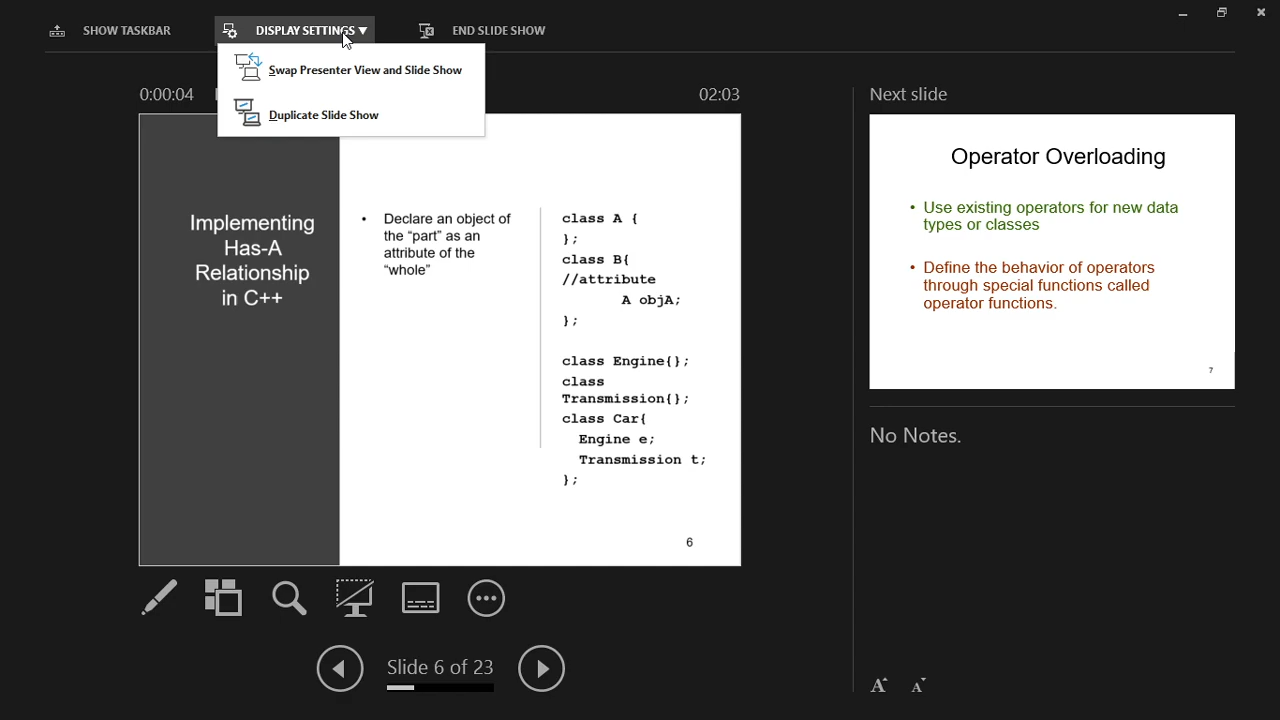 SHOW TASKBAR
DISPLAY SETTINGS ▼
END SLIDE SHOW
Swap Presenter View and Slide Show
Duplicate Slide Show
0:00:04
02:03
Implementing
Has-A
Relationship
in C++
• Declare an object of
the “part” as an
attribute of the
“whole”
class A {
};
class B{
//attribute
A objA;
};
class Engine{};
class
Transmission{};
class Car{
Engine e;
Transmission t;
};
6
Next slide
Operator Overloading
• Use existing operators for new data
types or classes
• Define the behavior of operators
through special functions called
operator functions.
7
No Notes.
Slide 6 of 23
A A